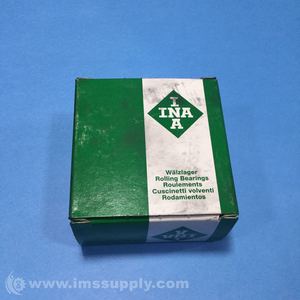 I
INA
A
Wälzlager
Rolling Bearings
Roulements
Cuscinetti volventi
Rodamientos
INA
© www.imssupply.com